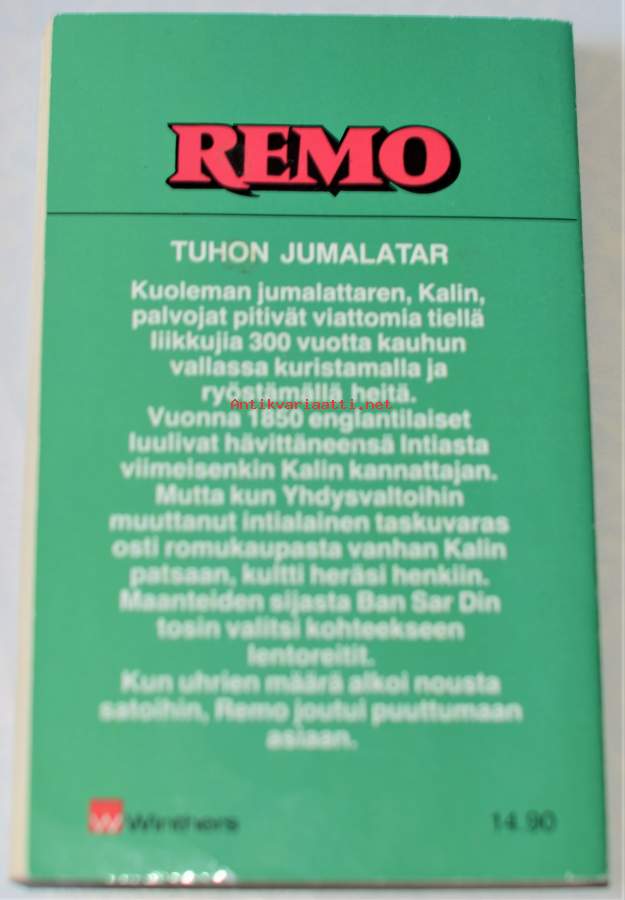 REMO
TUHON JUMALATAR
Kuoleman jumalattaren, Kalin,
palvojat pitivät viattomia tiellä
liikkujia 300 vuotta kauhun
vallassa kuristamalla ja
ryöstämällä heitä.
Antikvariaatti.net
Vuonna 1850 englantilaiset
luulivat hävittäneensä Intiasta
viimeisenkin Kalin kannattajan.
Mutta kun Yhdysvaltoihin
muuttanut intialainen taskuvaras
osti romukaupasta vanhan Kalin
patsaan, kultti heräsi henkiin.
Maanteiden sijasta Ban Sar Din
tosin valitsi kohteekseen
lentoreitit.
Kun uhrien määrä alkoi nousta
satoihin, Remo joutui puuttumaan
asiaan.
W Winthers
14.90